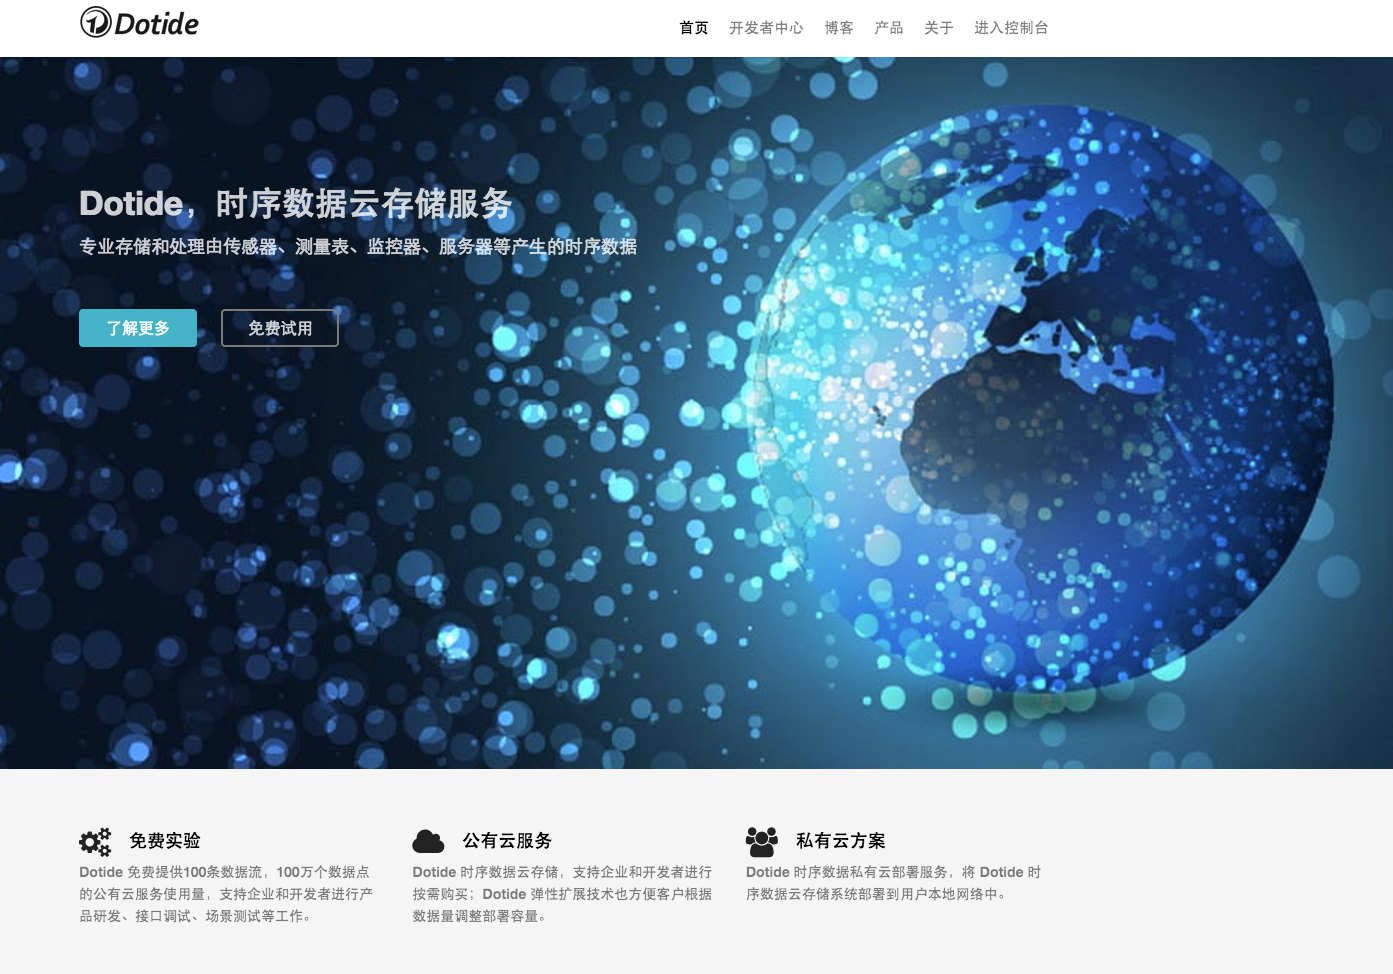 Dotide
首页 开发者中心 博客 产品 关于 进入控制台
Dotide，时序数据云存储服务
专业存储和处理由传感器、测量表、监控器、服务器等产生的时序数据
了解更多 免费试用
免费实验
Dotide 免费提供100条数据流，100万个数据点
的公有云服务使用量，支持企业和开发者进行产
品研发、接口调试、场景测试等工作。
公有云服务
Dotide 时序数据云存储，支持企业和开发者进行
按需购买；Dotide 弹性扩展技术也方便客户根据
数据量调整部署容量。
私有云方案
Dotide 时序数据私有云部署服务，将 Dotide 时
序数据云存储系统部署到用户本地网络中。